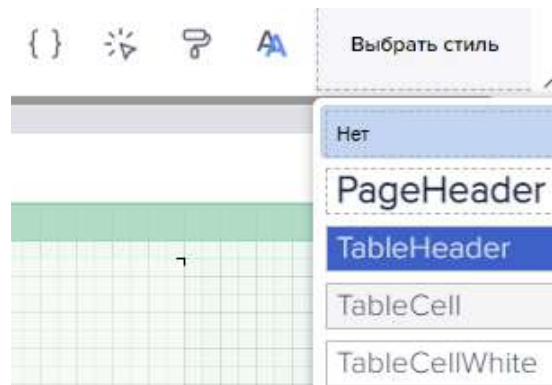 { }
Выбрать стиль
Нет
PageHeader
TableHeader
TableCell
TableCellWhite